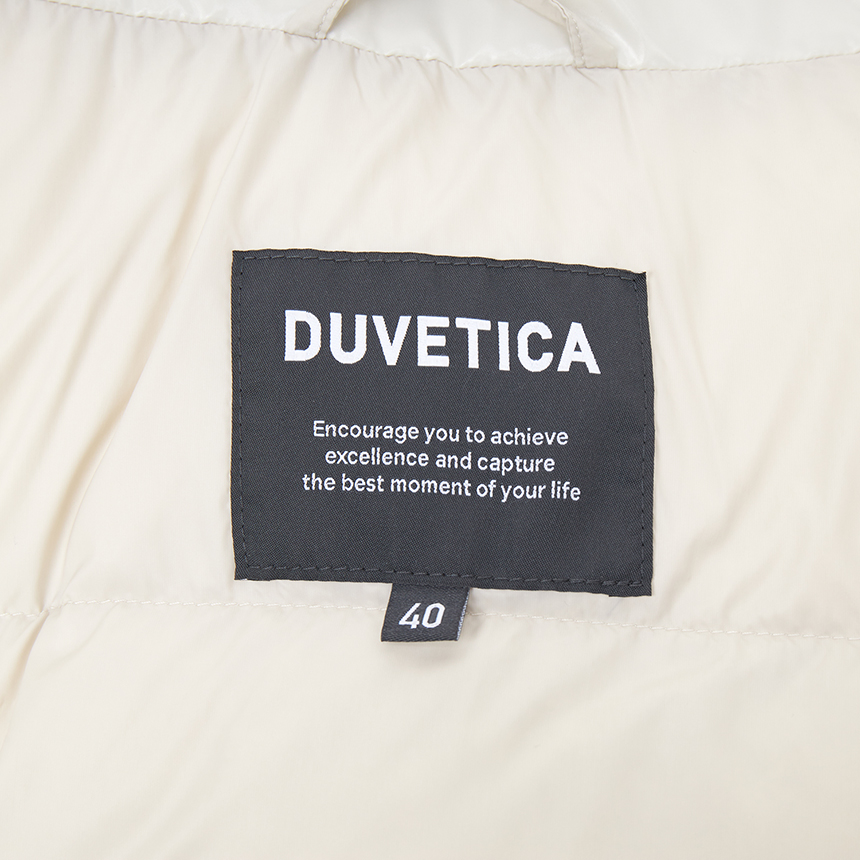 DUVETICA
Encourage you to achieve
excellence and capture
the best moment of your life
40